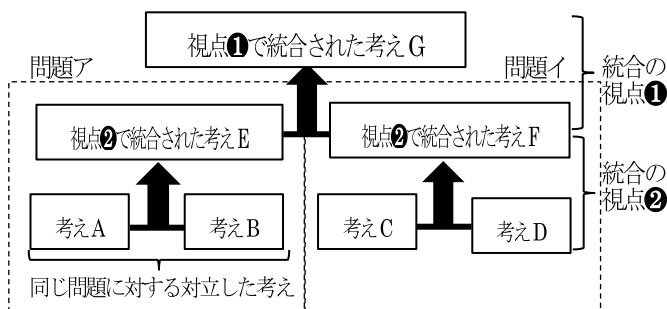 視点❶で統合された考えG
問題ア
問題イ
統合の
視点❶
視点❷で統合された考えE
視点❷で統合された考えF
統合の
視点❷
考えA
考えB
考えC
考えD
同じ問題に対する対立した考え